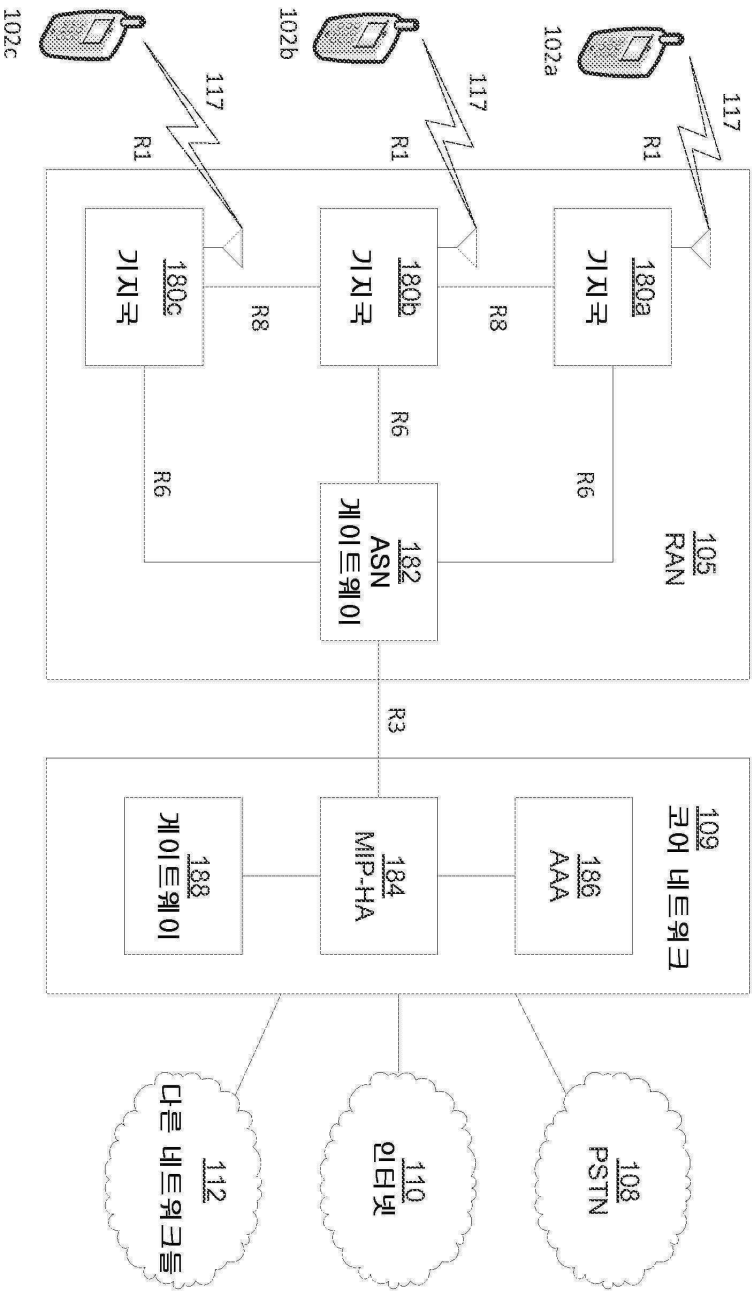 102a
117
R1
102b
117
R1
102c
117
R1
105
RAN
180a
기지국
R8
180b
기지국
R8
180c
기지국
R6
R6
R6
182
ASN
게이트웨이
R3
109
코어 네트워크
186
AAA
184
MIP-HA
188
게이트웨이
108
PSTN
110
인터넷
112
다른 네트워크들